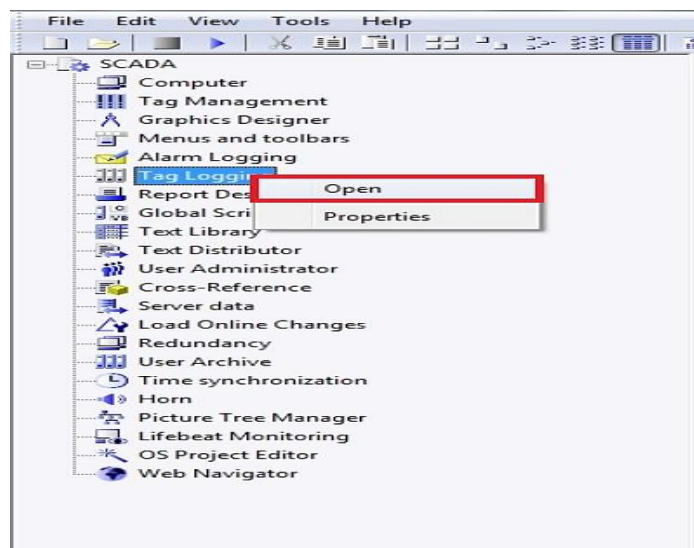 File Edit View Tools Help
SCADA
Computer
Tag Management
Graphics Designer
Menus and toolbars
Alarm Logging
Tag Loggi
Open
Report Des
Properties
Global Scri
Text Library
Text Distributor
User Administrator
Cross-Reference
Server data
Load Online Changes
Redundancy
User Archive
Time synchronization
Horn
Picture Tree Manager
Lifebeat Monitoring
OS Project Editor
Web Navigator